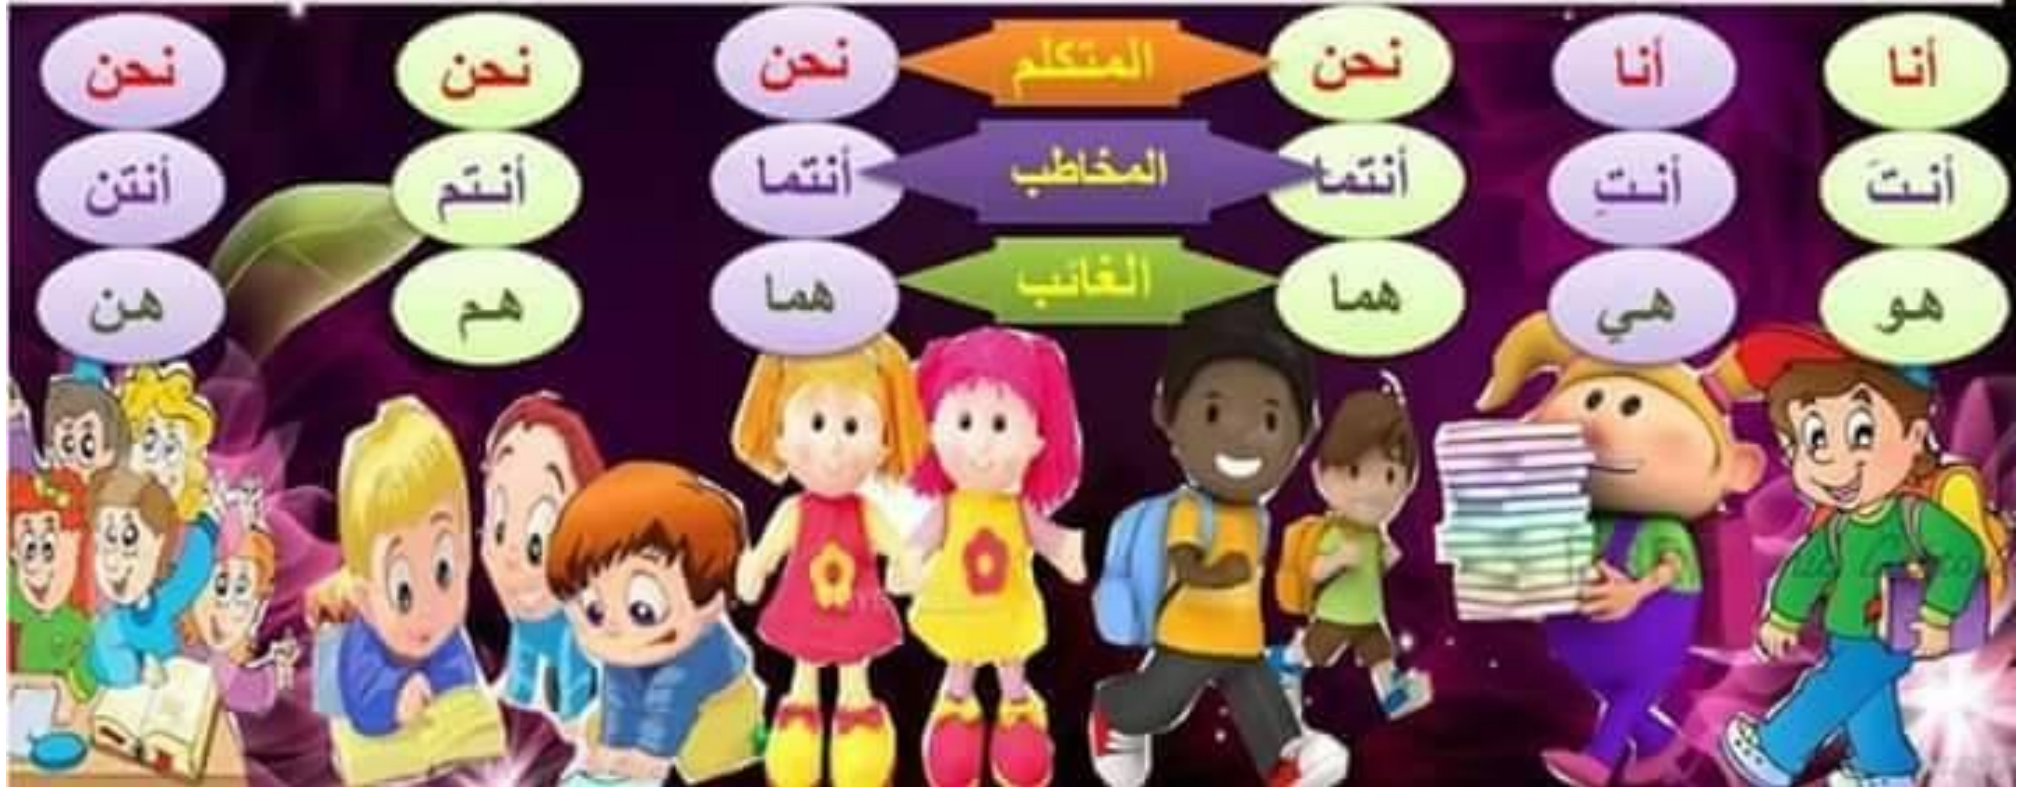 أنا أنا نحن المتكلم نحن نحن نحن
أنتَ أنتِ أنتما المخاطب أنتما أنتم أنتن
هو هي هما الغائب هما هم هن